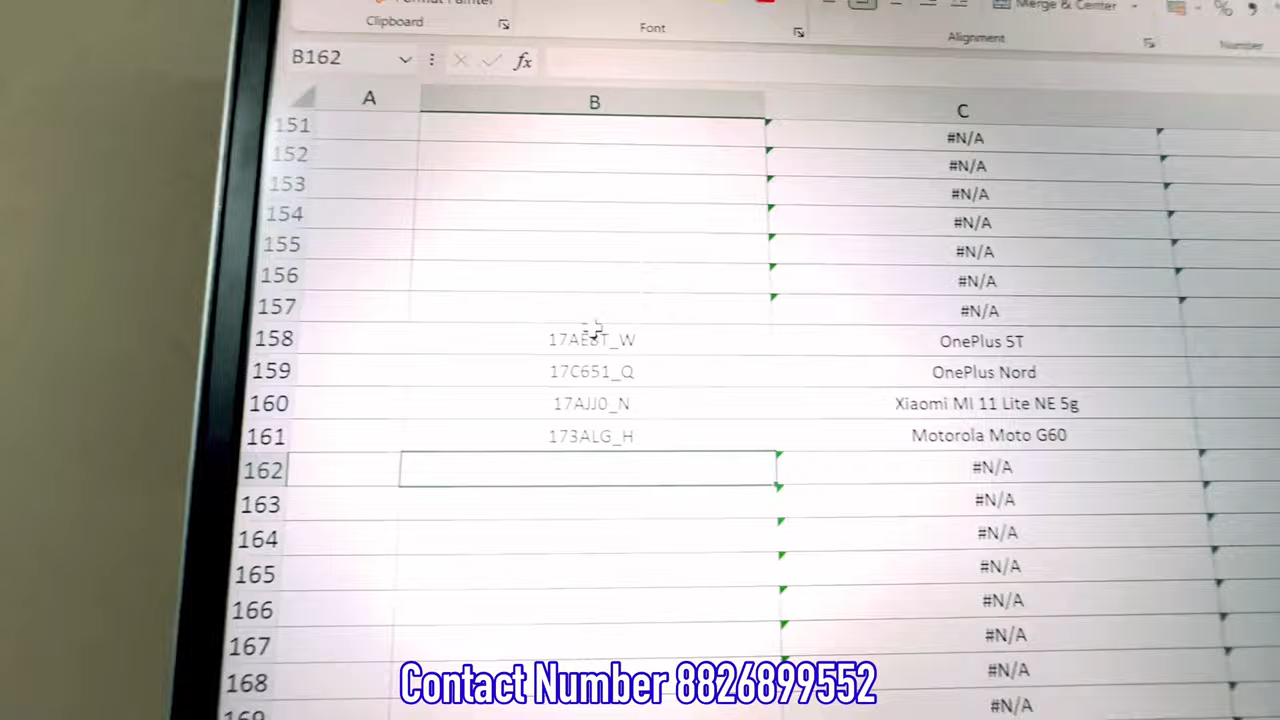 Merge & Center
% ,
Clipboard
Font
Alignment
Number
B162
fx
A B C
151 #N/A
152 #N/A
153 #N/A
154 #N/A
155 #N/A
156 #N/A
157 #N/A
158 OnePlus 5T
159 17C651_Q OnePlus Nord
160 17AJJ0_N Xiaomi MI 11 Lite NE 5g
161 173ALG_H Motorola Moto G60
162 #N/A
163 #N/A
164 #N/A
165 #N/A
166 #N/A
167 #N/A
168 #N/A
169 #N/A
Contact Number 8826899552